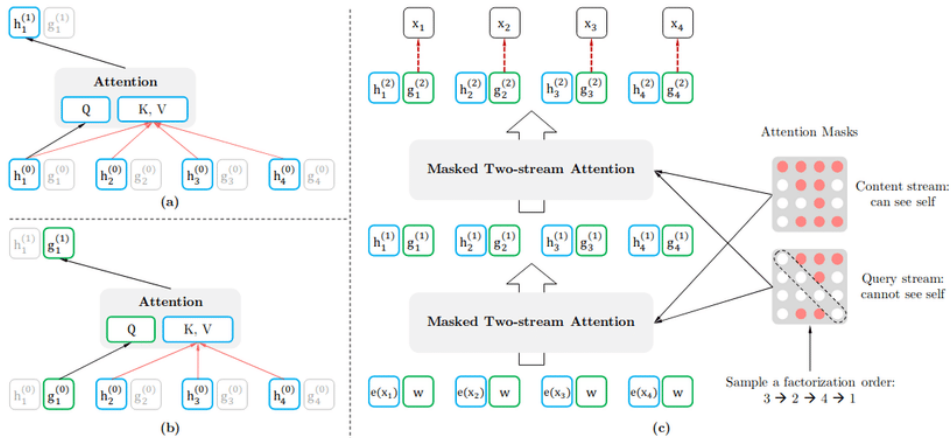 h₁⁽¹⁾ g₁⁽¹⁾
Attention
Q K, V
h₁⁽⁰⁾ g₁⁽⁰⁾ h₂⁽⁰⁾ g₂⁽⁰⁾ h₃⁽⁰⁾ g₃⁽⁰⁾ h₄⁽⁰⁾ g₄⁽⁰⁾
(a)
h₁⁽¹⁾ g₁⁽¹⁾
Attention
Q K, V
h₁⁽⁰⁾ g₁⁽⁰⁾ h₂⁽⁰⁾ g₂⁽⁰⁾ h₃⁽⁰⁾ g₃⁽⁰⁾ h₄⁽⁰⁾ g₄⁽⁰⁾
(b)
x₁ x₂ x₃ x₄
h₁⁽²⁾ g₁⁽²⁾ h₂⁽²⁾ g₂⁽²⁾ h₃⁽²⁾ g₃⁽²⁾ h₄⁽²⁾ g₄⁽²⁾
Masked Two-stream Attention
h₁⁽¹⁾ g₁⁽¹⁾ h₂⁽¹⁾ g₂⁽¹⁾ h₃⁽¹⁾ g₃⁽¹⁾ h₄⁽¹⁾ g₄⁽¹⁾
Masked Two-stream Attention
e(x₁) w e(x₂) w e(x₃) w e(x₄) w
(c)
Attention Masks
Content stream:
can see self
Query stream:
cannot see self
Sample a factorization order:
3 → 2 → 4 → 1